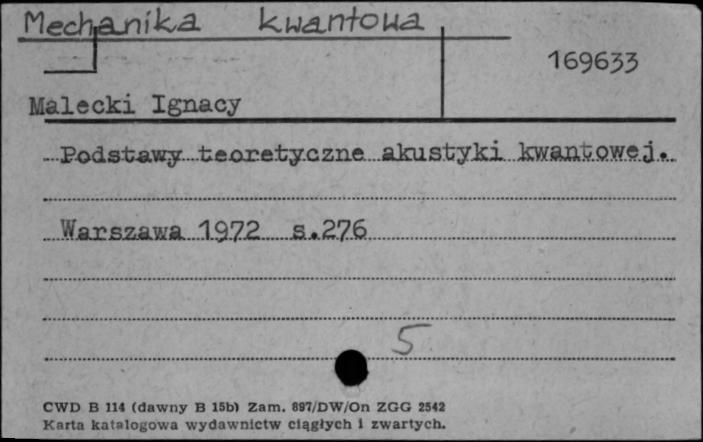 Mechanika kwantowa
169633
Malecki Ignacy
Podstawy teoretyczne akustyki kwantowej.
Warszawa 1972 s.276
5
CWD B 114 (dawny B 15b) Zam. 897/DW/On ZGG 2542
Karta katalogowa wydawnictw ciągłych i zwartych.